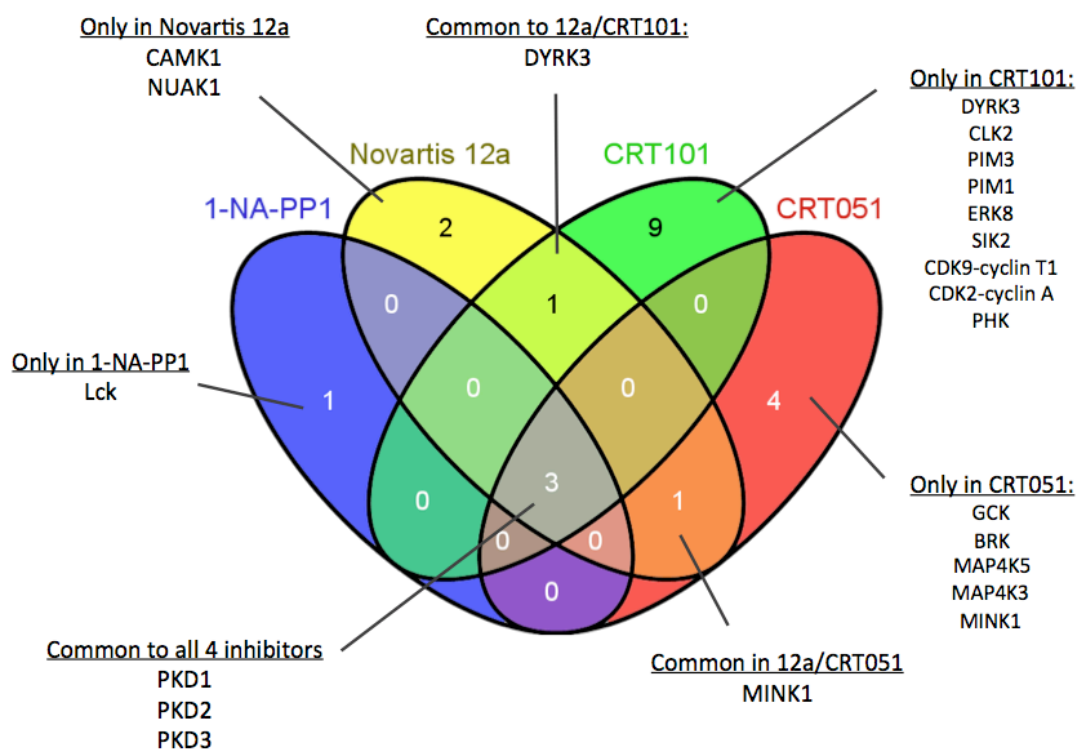 Only in Novartis 12a
CAMK1
NUAK1
Common to 12a/CRT101:
DYRK3
Only in CRT101:
DYRK3
CLK2
PIM3
PIM1
ERK8
SIK2
CDK9-cyclin T1
CDK2-cyclin A
PHK
Novartis 12a
CRT101
1-NA-PP1
CRT051
2
9
0
1
0
Only in 1-NA-PP1
Lck
1
0
0
4
3
0
1
0
0
0
Only in CRT051:
GCK
BRK
MAP4K5
MAP4K3
MINK1
Common to all 4 inhibitors
PKD1
PKD2
PKD3
Common in 12a/CRT051
MINK1